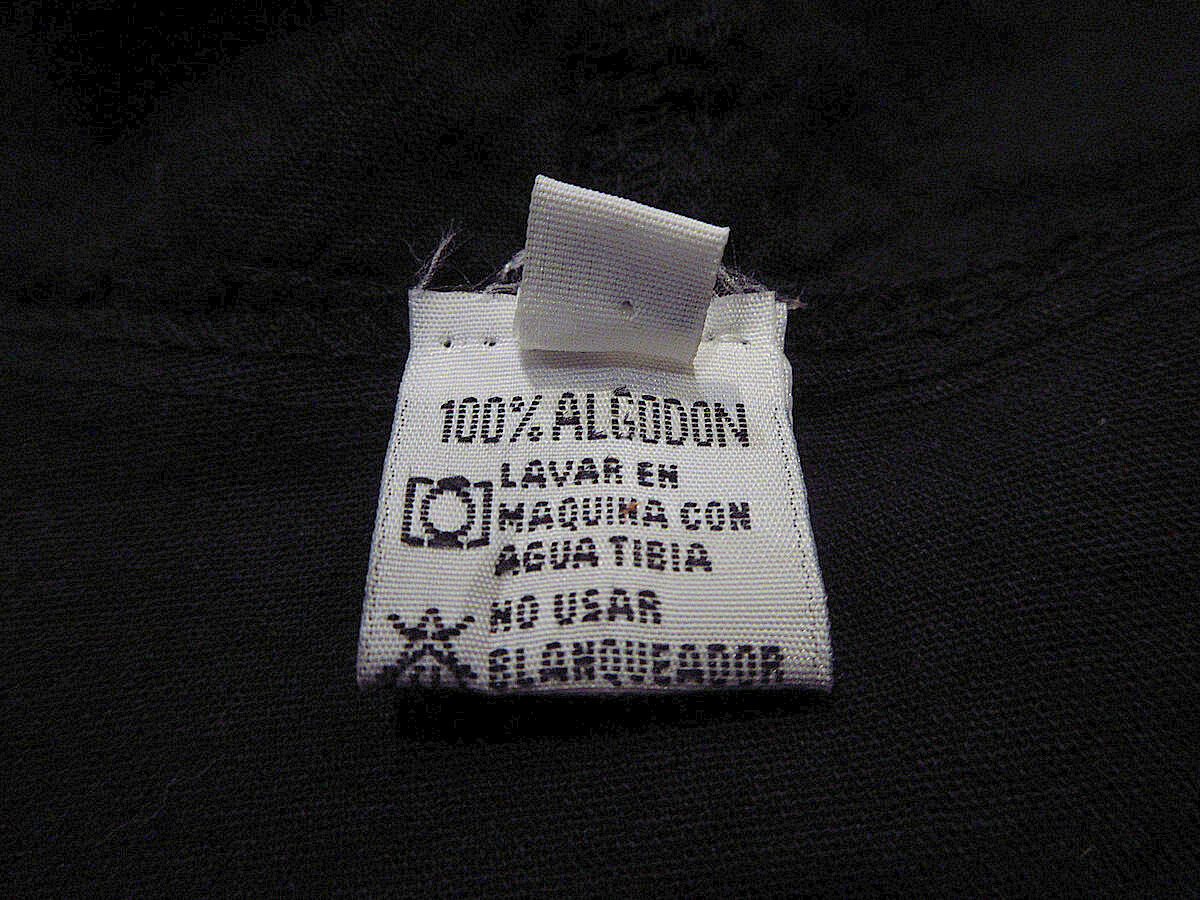 100% ALGODON
LAVAR EN
MAQUINA CON
AGUA TIBIA
NO USAR
BLANQUEADOR